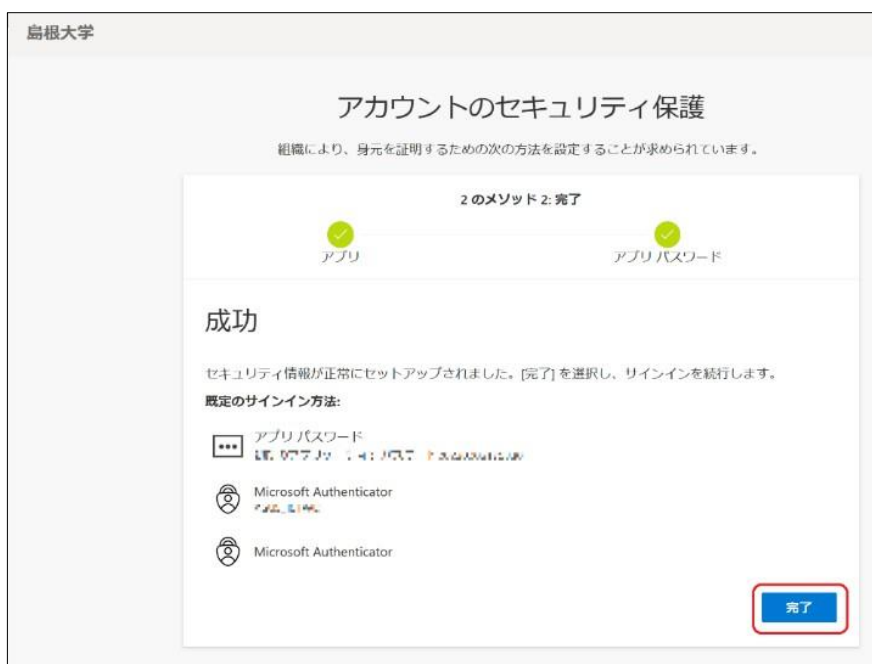 島根大学
アカウントのセキュリティ保護
組織により、身元を証明するための次の方法を設定することが求められています。
2 のメソッド 2: 完了
アプリ
アプリ パスワード
成功
セキュリティ情報が正常にセットアップされました。[完了] を選択し、サインインを続行します。
既定のサインイン方法:
アプリ パスワード
Microsoft Authenticator
Microsoft Authenticator
完了